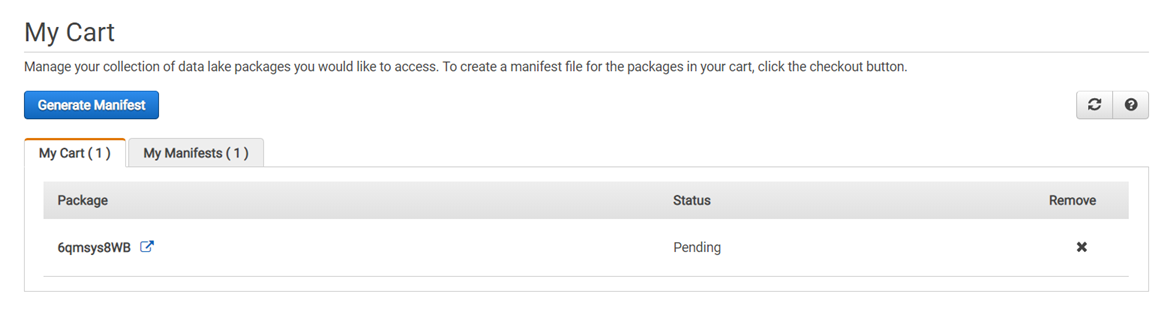 My Cart
Manage your collection of data lake packages you would like to access. To create a manifest file for the packages in your cart, click the checkout button.
Generate Manifest
My Cart ( 1 )
My Manifests ( 1 )
Package
Status
Remove
6qmsys8WB
Pending